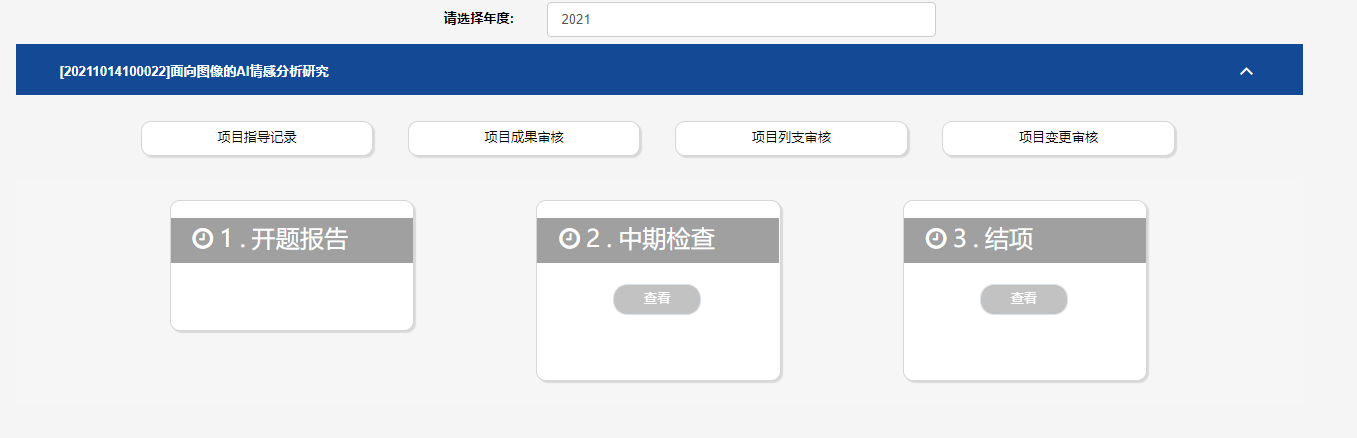 请选择年度: 2021
[20211014100022]面向图像的AI情感分析研究
项目指导记录 项目成果审核 项目列支审核 项目变更审核
1 . 开题报告 2 . 中期检查 3 . 结项
查看 查看